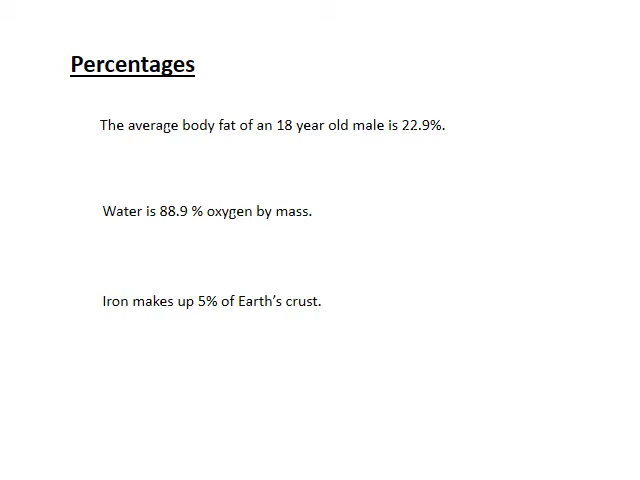 Percentages
The average body fat of an 18 year old male is 22.9%.
Water is 88.9 % oxygen by mass.
Iron makes up 5% of Earth’s crust.